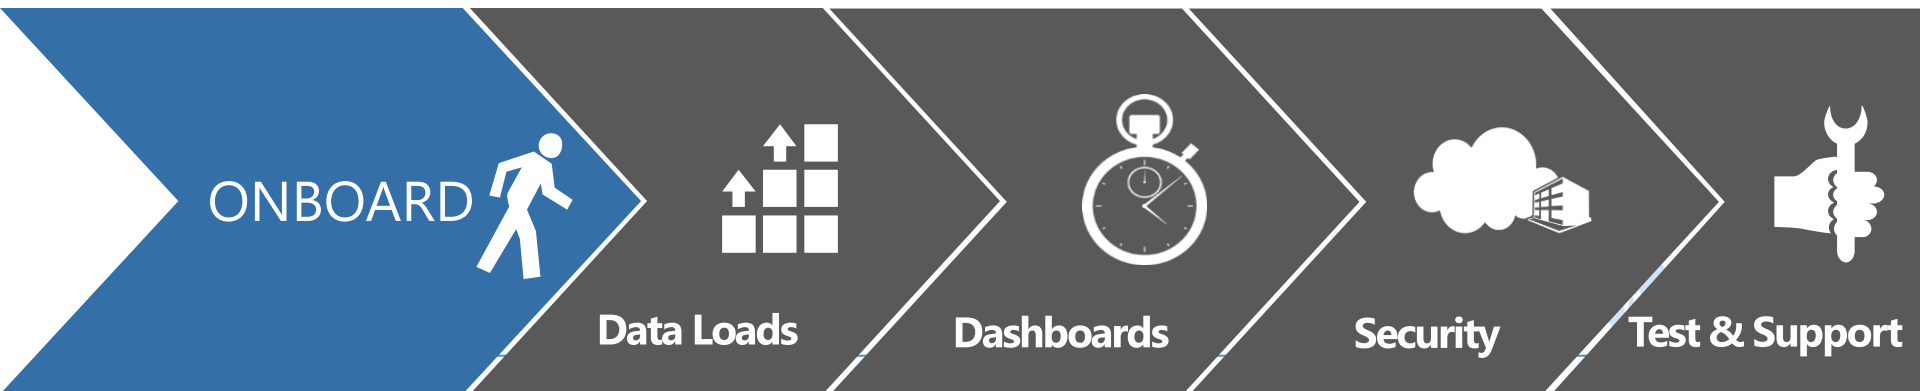 ONBOARD
Data Loads
Dashboards
Security
Test & Support